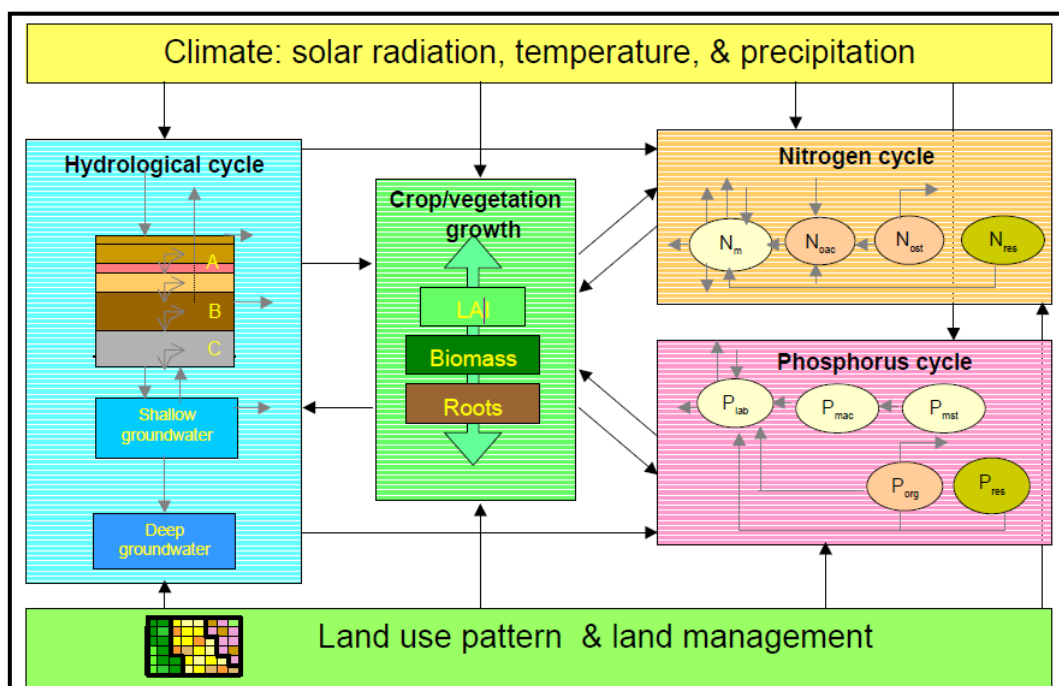 Climate: solar radiation, temperature, & precipitation
Hydrological cycle
A
B
C
Shallow
groundwater
Deep
groundwater
Crop/vegetation
growth
LAI
Biomass
Roots
Nitrogen cycle
Nm
Noac
Nost
Nres
Phosphorus cycle
Plab
Pmac
Pmst
Porg
Pres
Land use pattern & land management